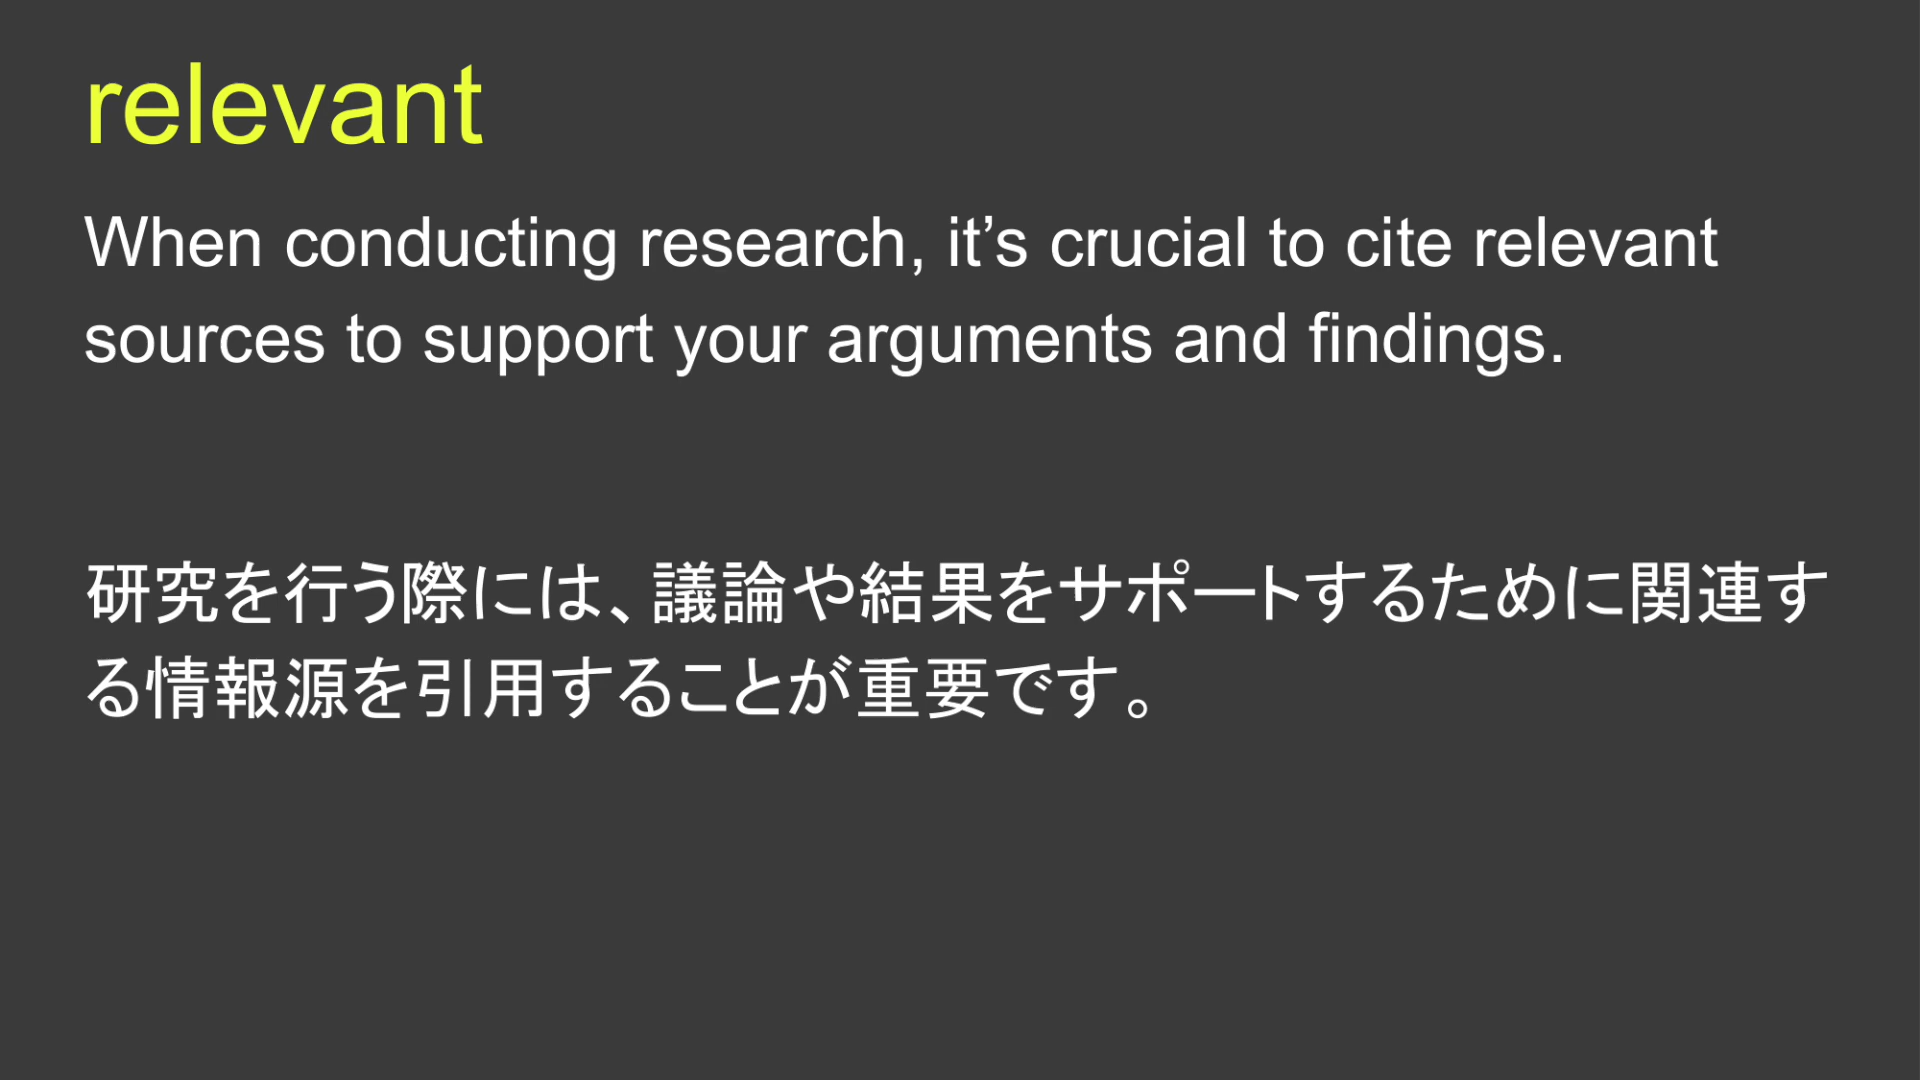 relevant
When conducting research, it’s crucial to cite relevant
sources to support your arguments and findings.
研究を行う際には、議論や結果をサポートするために関連す
る情報源を引用することが重要です。